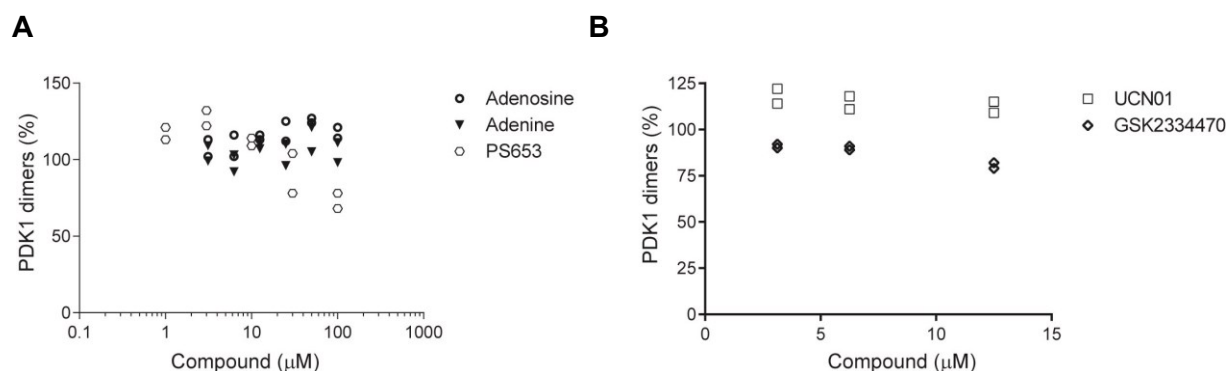 A
PDK1 dimers (%)
150
100
50
0
0.1
1
10
100
1000
Compound (μM)
Adenosine
Adenine
PS653
B
PDK1 dimers (%)
125
100
75
50
25
0
0
5
10
15
Compound (μM)
UCN01
GSK2334470